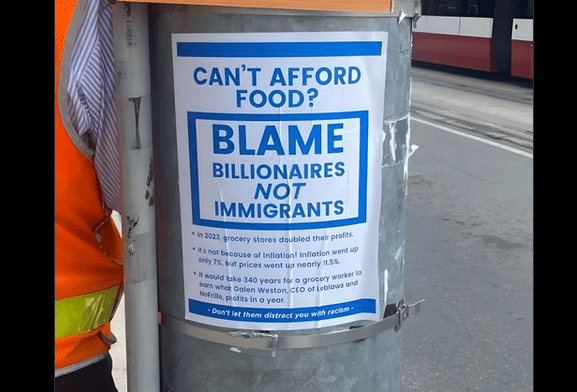 CAN'T AFFORD
FOOD?
BLAME
BILLIONAIRES
NOT
IMMIGRANTS
• In 2023, grocery stores doubled their profits.
• It's not because of inflation! Inflation went up
only 7%, but prices went up nearly 11.5%.
• It would take 340 years for a grocery worker to
earn what Galen Weston, CEO of Loblaws and
NoFrills, profits in a year.
- Don't let them distract you with racism -